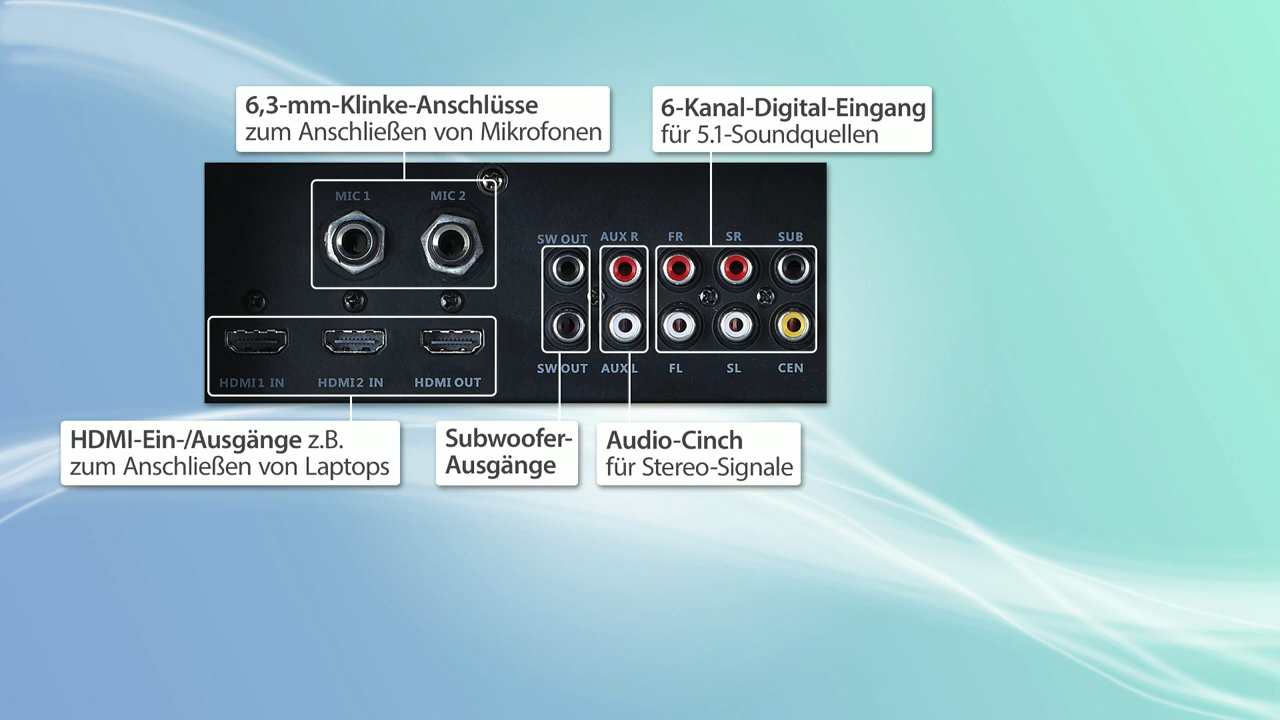 6,3-mm-Klinke-Anschlüsse
zum Anschließen von Mikrofonen
6-Kanal-Digital-Eingang
für 5.1-Soundquellen
MIC 1
MIC 2
SW OUT
AUX R
FR
SR
SUB
SW OUT
AUX L
FL
SL
CEN
HDMI1 IN
HDMI2 IN
HDMI OUT
HDMI-Ein-/Ausgänge z.B.
zum Anschließen von Laptops
Subwoofer-
Ausgänge
Audio-Cinch
für Stereo-Signale